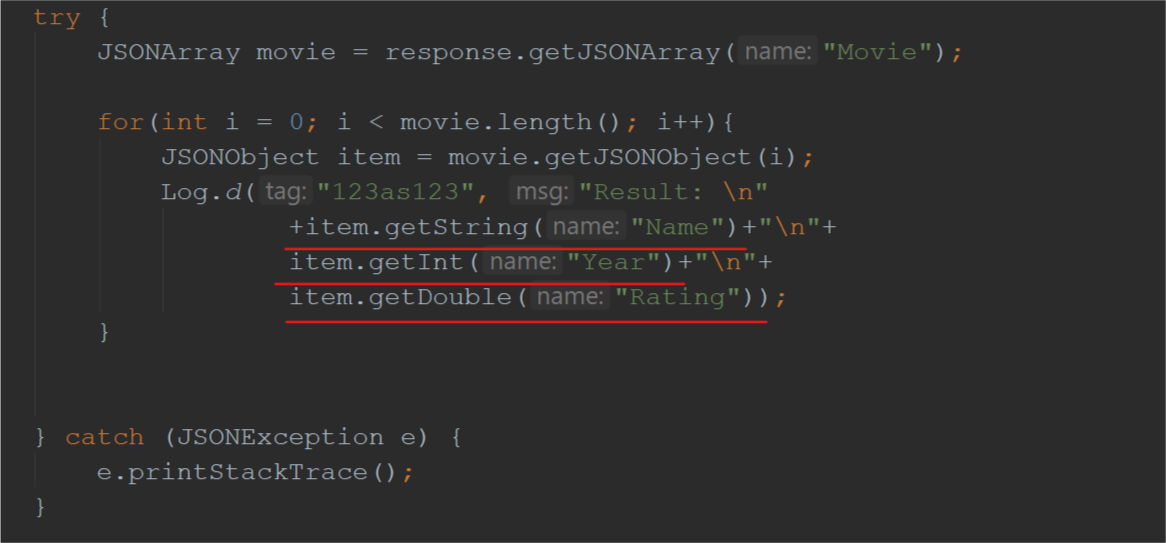 try {
JSONArray movie = response.getJSONArray( name: "Movie");
for(int i = 0; i < movie.length(); i++){
JSONObject item = movie.getJSONObject(i);
Log.d( tag: "123as123", msg: "Result: \n"
+item.getString( name: "Name")+"\n"+
item.getInt( name: "Year")+"\n"+
item.getDouble( name: "Rating"));
}
} catch (JSONException e) {
e.printStackTrace();
}